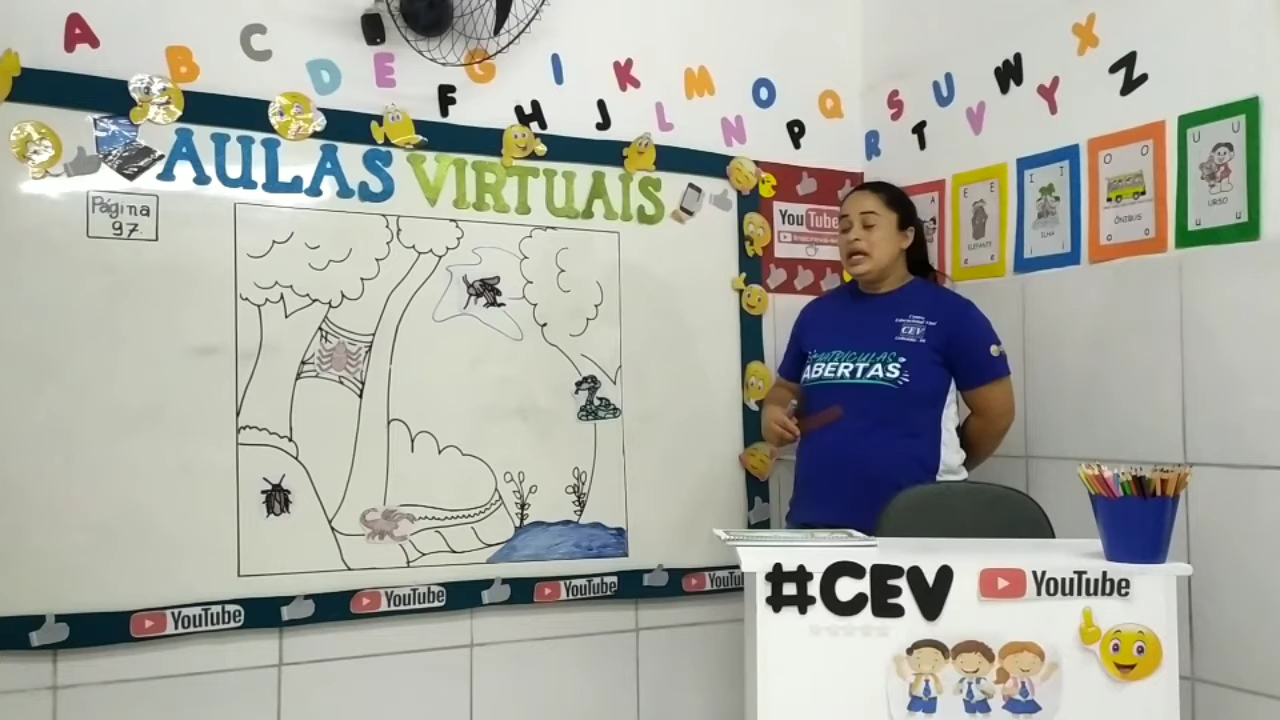 A B C D E F G H I J K L M N O P Q R S T U V W X Y Z
AULAS VIRTUAIS
Página
97.
YouTube
A
E E
ELEFANTE
e e
I I
ILHA
i i
O O
ÔNIBUS
o o
U U
URSO
u u
CEV
MATRÍCULAS
ABERTAS
YouTube
YouTube
YouTube
YouTube
#CEV
YouTube